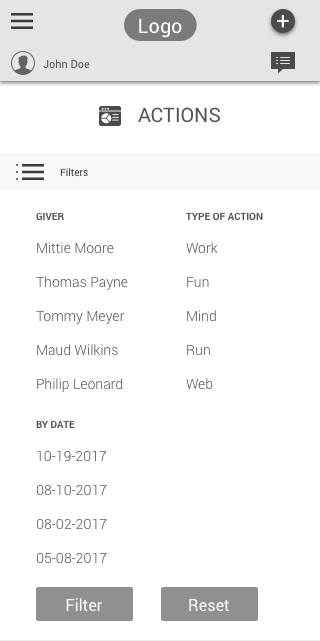 Logo
John Doe
ACTIONS
Filters
GIVER
Mittie Moore
Thomas Payne
Tommy Meyer
Maud Wilkins
Philip Leonard
TYPE OF ACTION
Work
Fun
Mind
Run
Web
BY DATE
10-19-2017
08-10-2017
08-02-2017
05-08-2017
Filter
Reset